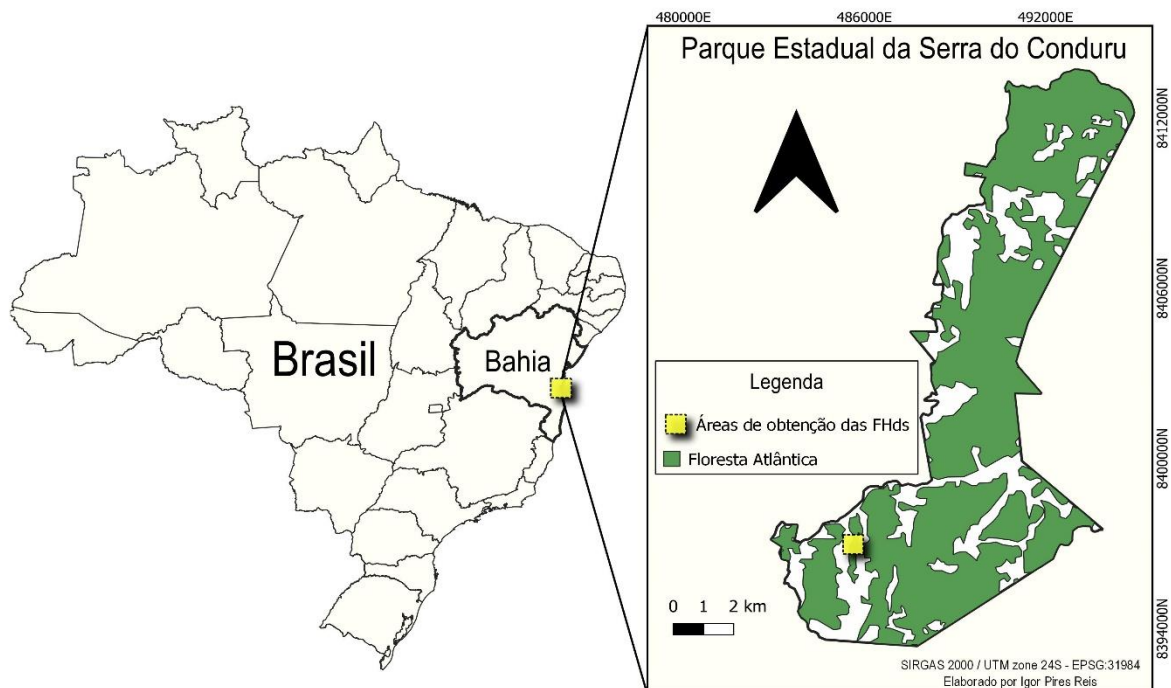 480000E 486000E 492000E
Parque Estadual da Serra do Conduru
8412000N
8406000N
8400000N
8394000N
Brasil
Bahia
Legenda
Áreas de obtenção das FHds
Floresta Atlântica
0 1 2 km
SIRGAS 2000 / UTM zone 24S - EPSG:31984
Elaborado por Igor Pires Reis